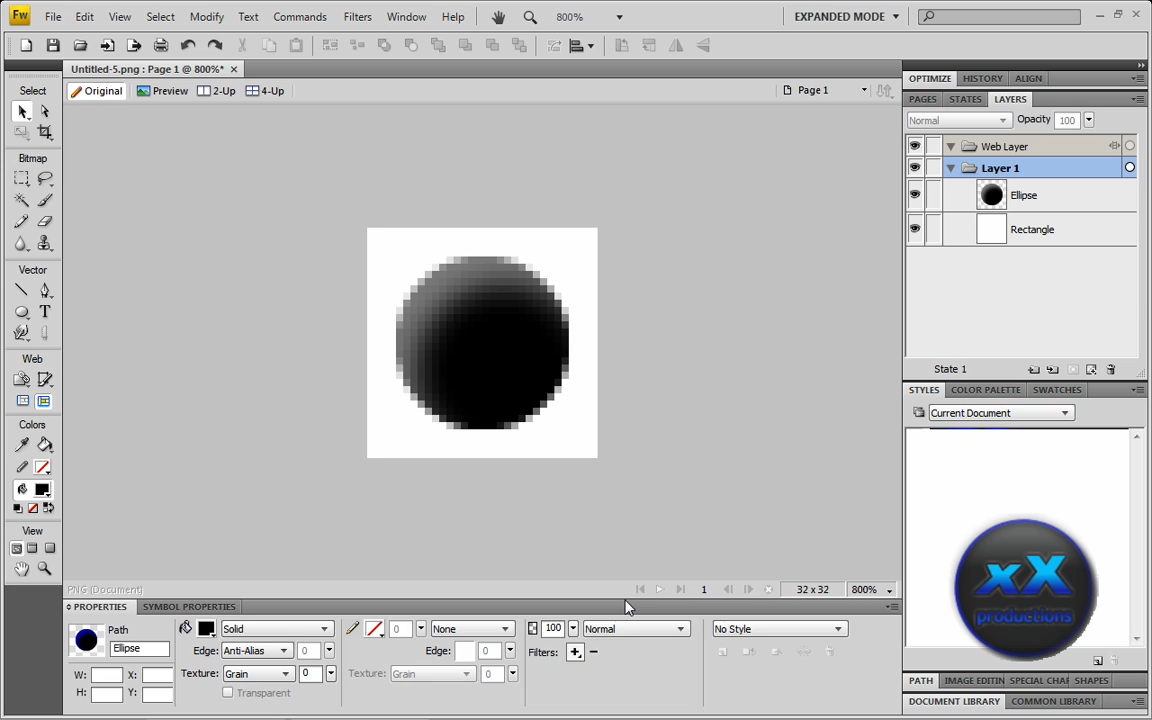 Fw File Edit View Select Modify Text Commands Filters Window Help 800% EXPANDED MODE
Untitled-5.png : Page 1 @ 800%*
Original Preview 2-Up 4-Up Page 1
Select
Bitmap
Vector
Web
Colors
View
OPTIMIZE HISTORY ALIGN
PAGES STATES LAYERS
Normal Opacity 100
Web Layer
Layer 1
Ellipse
Rectangle
State 1
STYLES COLOR PALETTE SWATCHES
Current Document
xX
productions
PATH IMAGE EDITIN SPECIAL CHAR SHAPES
DOCUMENT LIBRARY COMMON LIBRARY
PNG (Document) 1 32 x 32 800%
PROPERTIES SYMBOL PROPERTIES
Path
Ellipse
W: X:
H: Y:
Solid
Edge: Anti-Alias 0
Texture: Grain 0
Transparent
0 None
Edge: 0
Texture: Grain 0
100 Normal
Filters:
No Style